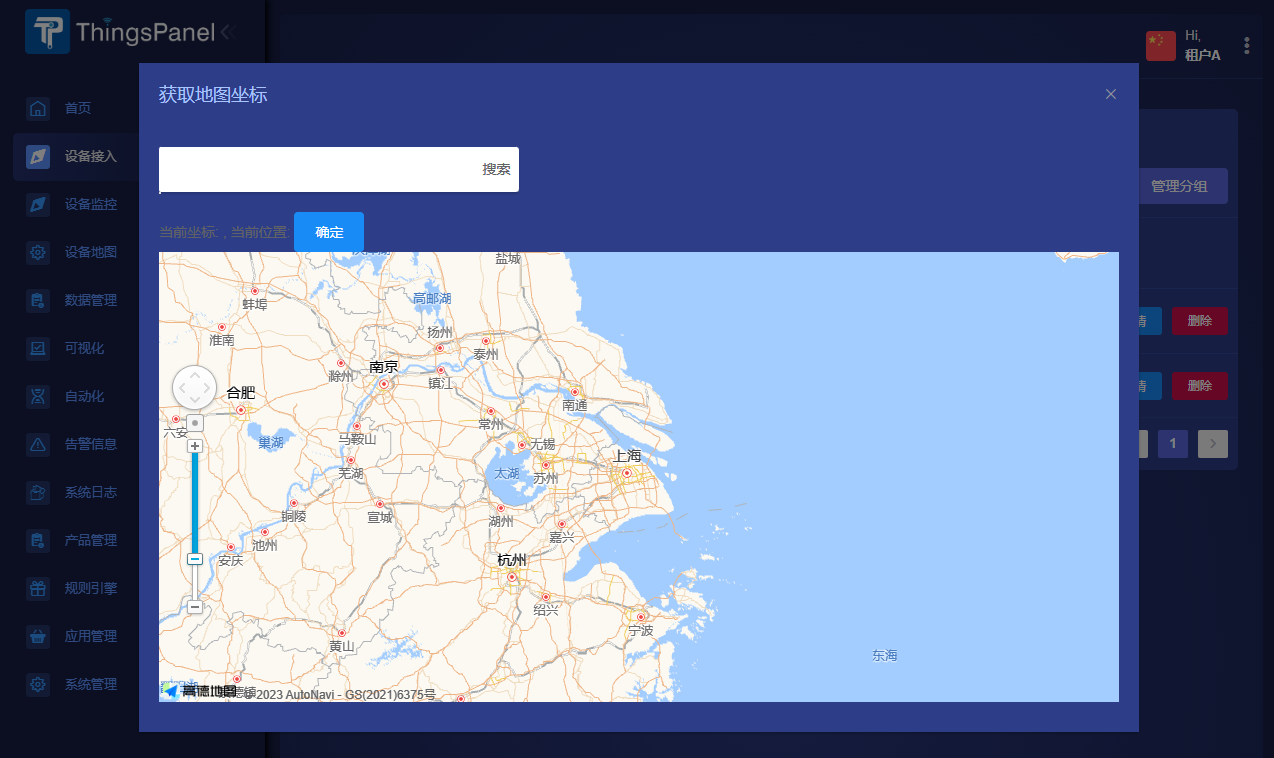 ThingsPanel
Hi,
租户A
首页
设备接入
设备监控
设备地图
数据管理
可视化
自动化
告警信息
系统日志
产品管理
规则引擎
应用管理
系统管理
获取地图坐标
搜索
当前坐标: , 当前位置:
确定
管理分组
删除
删除
1
盐城
蚌埠
高邮湖
淮南
扬州
泰州
南京
滁州
镇江
合肥
南通
六安
常州
马鞍山
巢湖
无锡
上海
芜湖
太湖
苏州
铜陵
宣城
湖州
嘉兴
池州
安庆
杭州
绍兴
宁波
黄山
东海
高德地图
©2023 AutoNavi - GS(2021)6375号